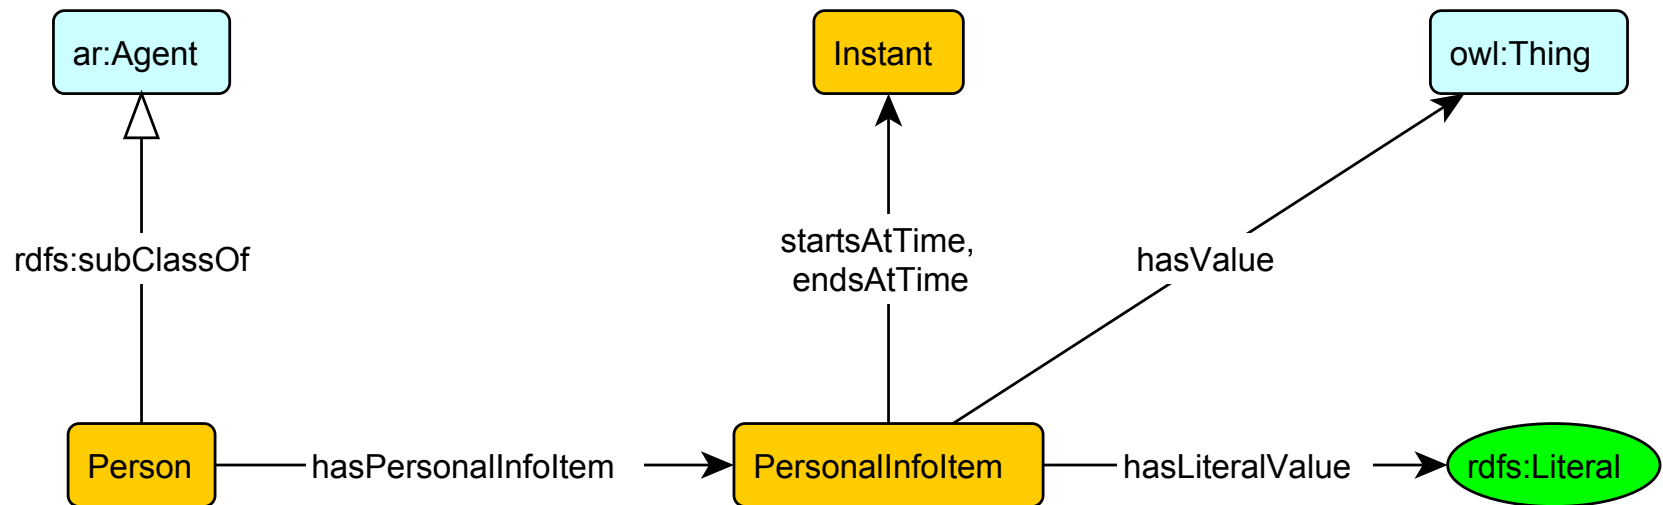 ar:Agent
Instant
owl:Thing
rdfs:subClassOf
startsAtTime,
endsAtTime
hasValue
Person
hasPersonalInfoItem
PersonalInfoItem
hasLiteralValue
rdfs:Literal